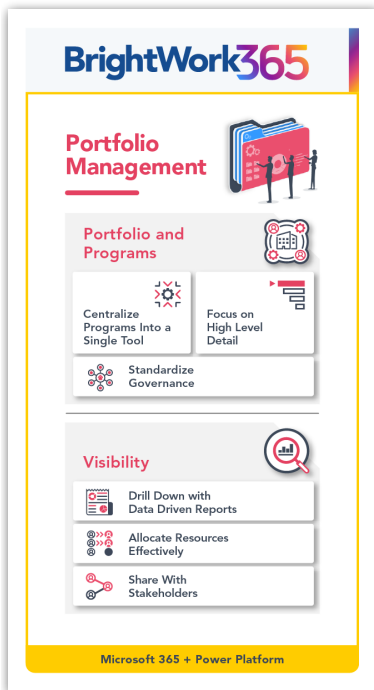 BrightWork365
Portfolio
Management
Portfolio and
Programs
Centralize
Programs Into a
Single Tool
Focus on
High Level
Detail
Standardize
Governance
Visibility
Drill Down with
Data Driven Reports
Allocate Resources
Effectively
Share With
Stakeholders
Microsoft 365 + Power Platform